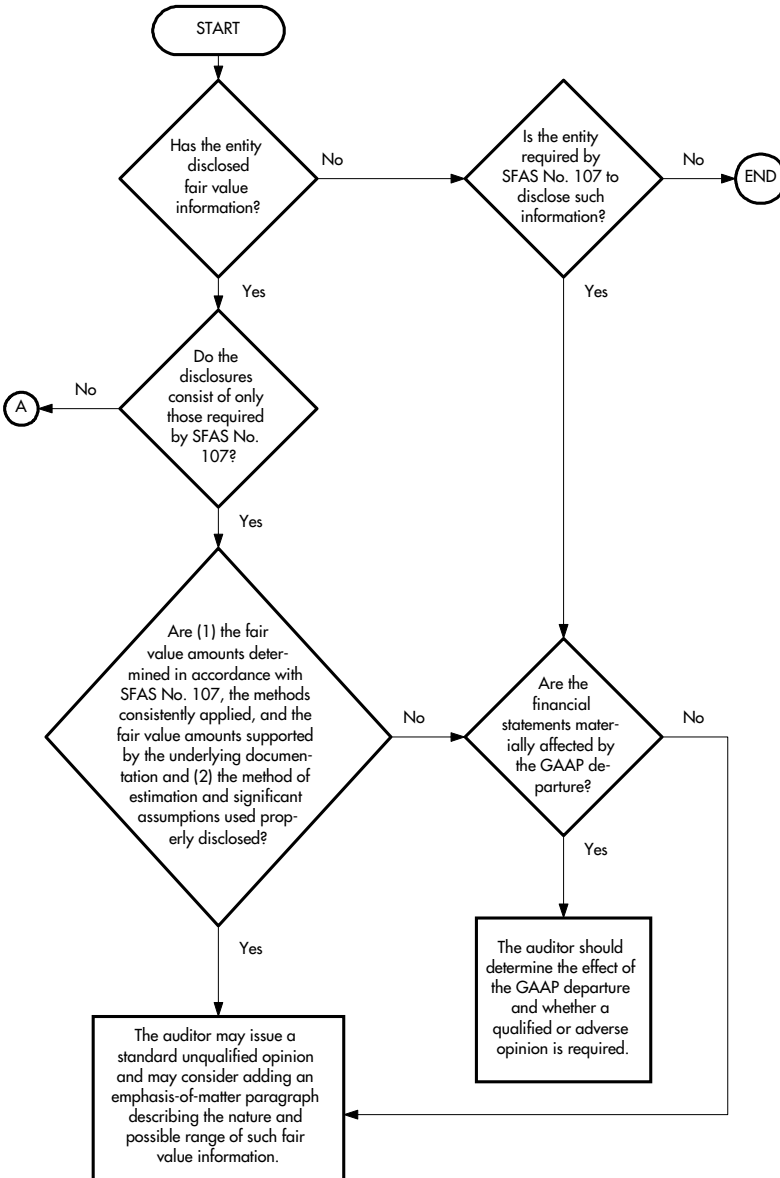 START
Has the entity
disclosed
fair value
information?
No
Is the entity
required by
SFAS No. 107 to
disclose such
information?
No
END
Yes
Yes
Do the
disclosures
consist of only
those required
by SFAS No.
107?
No
A
Yes
Are (1) the fair
value amounts deter-
mined in accordance with
SFAS No. 107, the methods
consistently applied, and the
fair value amounts supported
by the underlying documen-
tation and (2) the method of
estimation and significant
assumptions used prop-
erly disclosed?
No
Are the
financial
statements mater-
ially affected by
the GAAP de-
parture?
No
Yes
Yes
The auditor should
determine the effect of
the GAAP departure
and whether a
qualified or adverse
opinion is required.
The auditor may issue a
standard unqualified opinion
and may consider adding an
emphasis-of-matter paragraph
describing the nature and
possible range of such fair
value information.